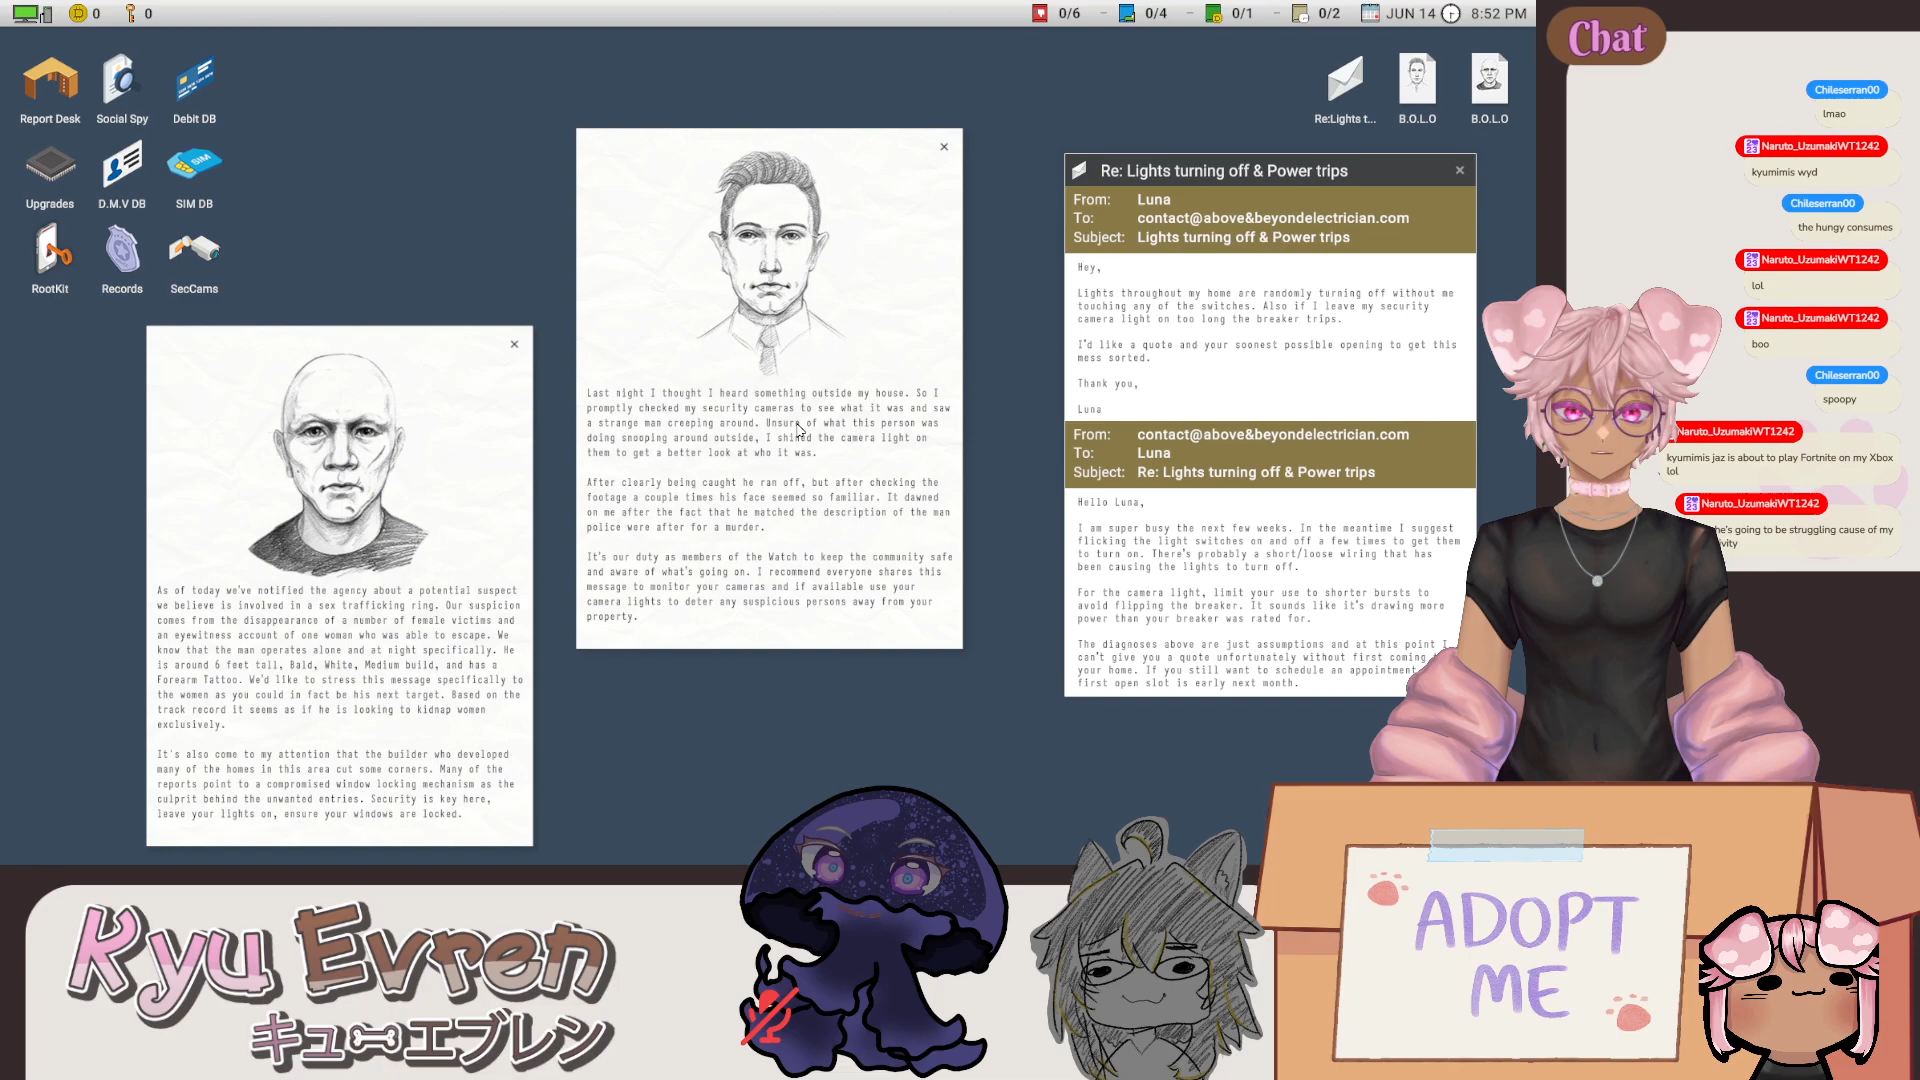 0
0
0/6
0/4
0/1
0/2
JUN 14
8:52 PM
Report Desk
Social Spy
Debit DB
Upgrades
D.M.V DB
SIM DB
RootKit
Records
SecCams
Re:Lights t...
B.O.L.O
B.O.L.O
As of today we've notified the agency about a potential suspect
we believe is involved in a sex trafficking ring. Our suspicion
comes from the disappearance of a number of female victims and
an eyewitness account of one woman who was able to escape. We
know that the man operates alone and at night specifically. He
is around 6 feet tall, Bald, White, Medium build, and has a
Forearm Tattoo. We'd like to stress this message specifically to
the women as you could in fact be his next target. Based on the
track record it seems as if he is looking to kidnap women
exclusively.
It's also come to my attention that the builder who developed
many of the homes in this area cut some corners. Many of the
reports point to a compromised window locking mechanism as the
culprit behind the unwanted entries. Security is key here,
leave your lights on, ensure your windows are locked.
Last night I thought I heard something outside my house. So I
promptly checked my security cameras to see what it was and saw
a strange man creeping around. Unsure of what this person was
doing snooping around outside, I the camera light on
them to get a better look at who it was.
After clearly being caught he ran off, but after checking the
footage a couple times his face seemed so familiar. It dawned
on me after the fact that he matched the description of the man
police were after for a murder.
It's our duty as members of the Watch to keep the community safe
and aware of what's going on. I recommend everyone shares this
message to monitor your cameras and if available use your
camera lights to deter any suspicious persons away from your
property.
Re: Lights turning off & Power trips
From: Luna
To: contact@above&beyondelectrician.com
Subject: Lights turning off & Power trips
Hey,
Lights throughout my home are randomly turning off without me
touching any of the switches. Also if I leave my security
camera light on too long the breaker trips.
I'd like a quote and your soonest possible opening to get this
mess sorted.
Thank you,
Luna
From: contact@above&beyondelectrician.com
To: Luna
Subject: Re: Lights turning off & Power trips
Hello Luna,
I am super busy the next few weeks. In the meantime I suggest
flicking the light switches on and off a few times to get them
to turn on. There's probably a short/loose wiring that has
been causing the lights to turn off.
For the camera light, limit your use to shorter bursts to
avoid flipping the breaker. It sounds like it's drawing more
power than your breaker was rated for.
The diagnoses above are just assumptions and at this point I
can't give you a quote unfortunately without first coming
your home. If you still want to schedule an appointment
first open slot is early next month.
Chat
Chileserran00
lmao
Naruto_UzumakiWT1242
kyumimis wyd
Chileserran00
the hungy consumes
Naruto_UzumakiWT1242
lol
Naruto_UzumakiWT1242
boo
Chileserran00
spoopy
Naruto_UzumakiWT1242
kyumimis jaz is about to play Fortnite on my Xbox
lol
Naruto_UzumakiWT1242
he's going to be struggling cause of my
Kyu Evren
キューエブレン
ADOPT
ME